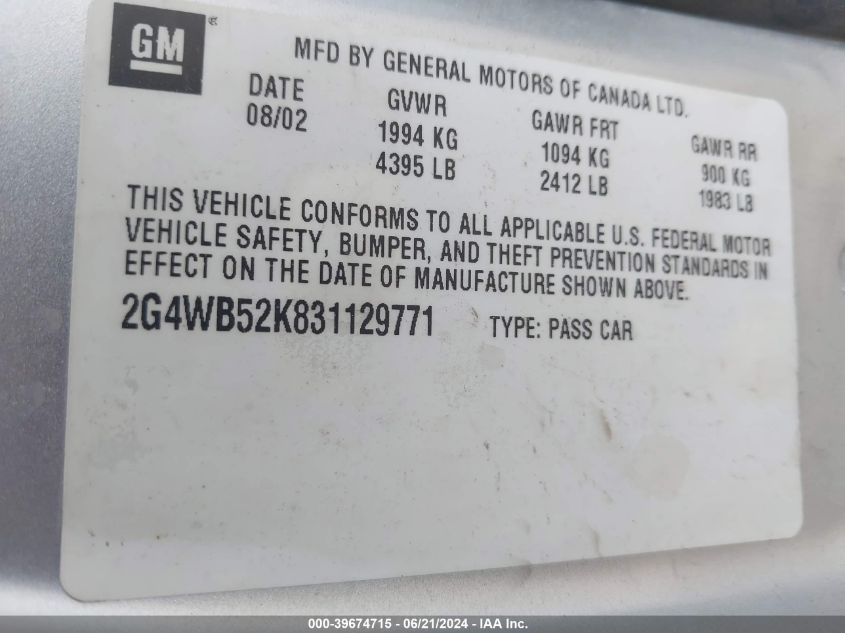 GM
MFD BY GENERAL MOTORS OF CANADA LTD.
DATE GVWR GAWR FRT GAWR RR
08/02 1994 KG 1094 KG 900 KG
4395 LB 2412 LB 1983 LB
THIS VEHICLE CONFORMS TO ALL APPLICABLE U.S. FEDERAL MOTOR
VEHICLE SAFETY, BUMPER, AND THEFT PREVENTION STANDARDS IN
EFFECT ON THE DATE OF MANUFACTURE SHOWN ABOVE.
2G4WB52K831129771 TYPE: PASS CAR
000-39674715 - 06/21/2024 - IAA Inc.